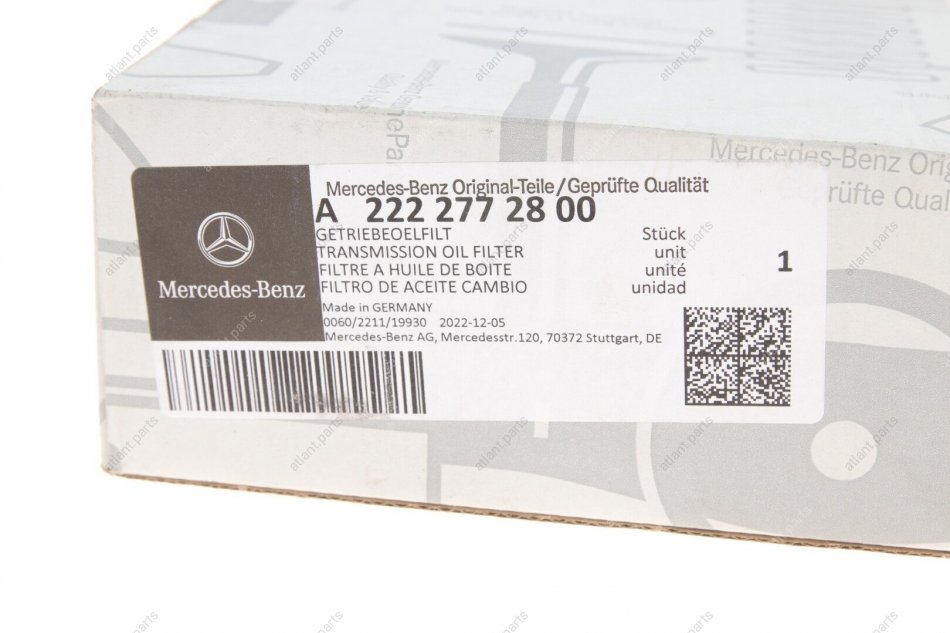 Mercedes-Benz Original-Teile/Geprüfte Qualität
A 222 277 28 00
GETRIEBEOELFILT
TRANSMISSION OIL FILTER
FILTRE A HUILE DE BOITE
FILTRO DE ACEITE CAMBIO
Stück
unit
unité
unidad
1
Made in GERMANY
0060/2211/19930 2022-12-05
Mercedes-Benz AG, Mercedesstr.120, 70372 Stuttgart, DE
Mercedes-Benz
Mercedes-Benz
atlant.parts